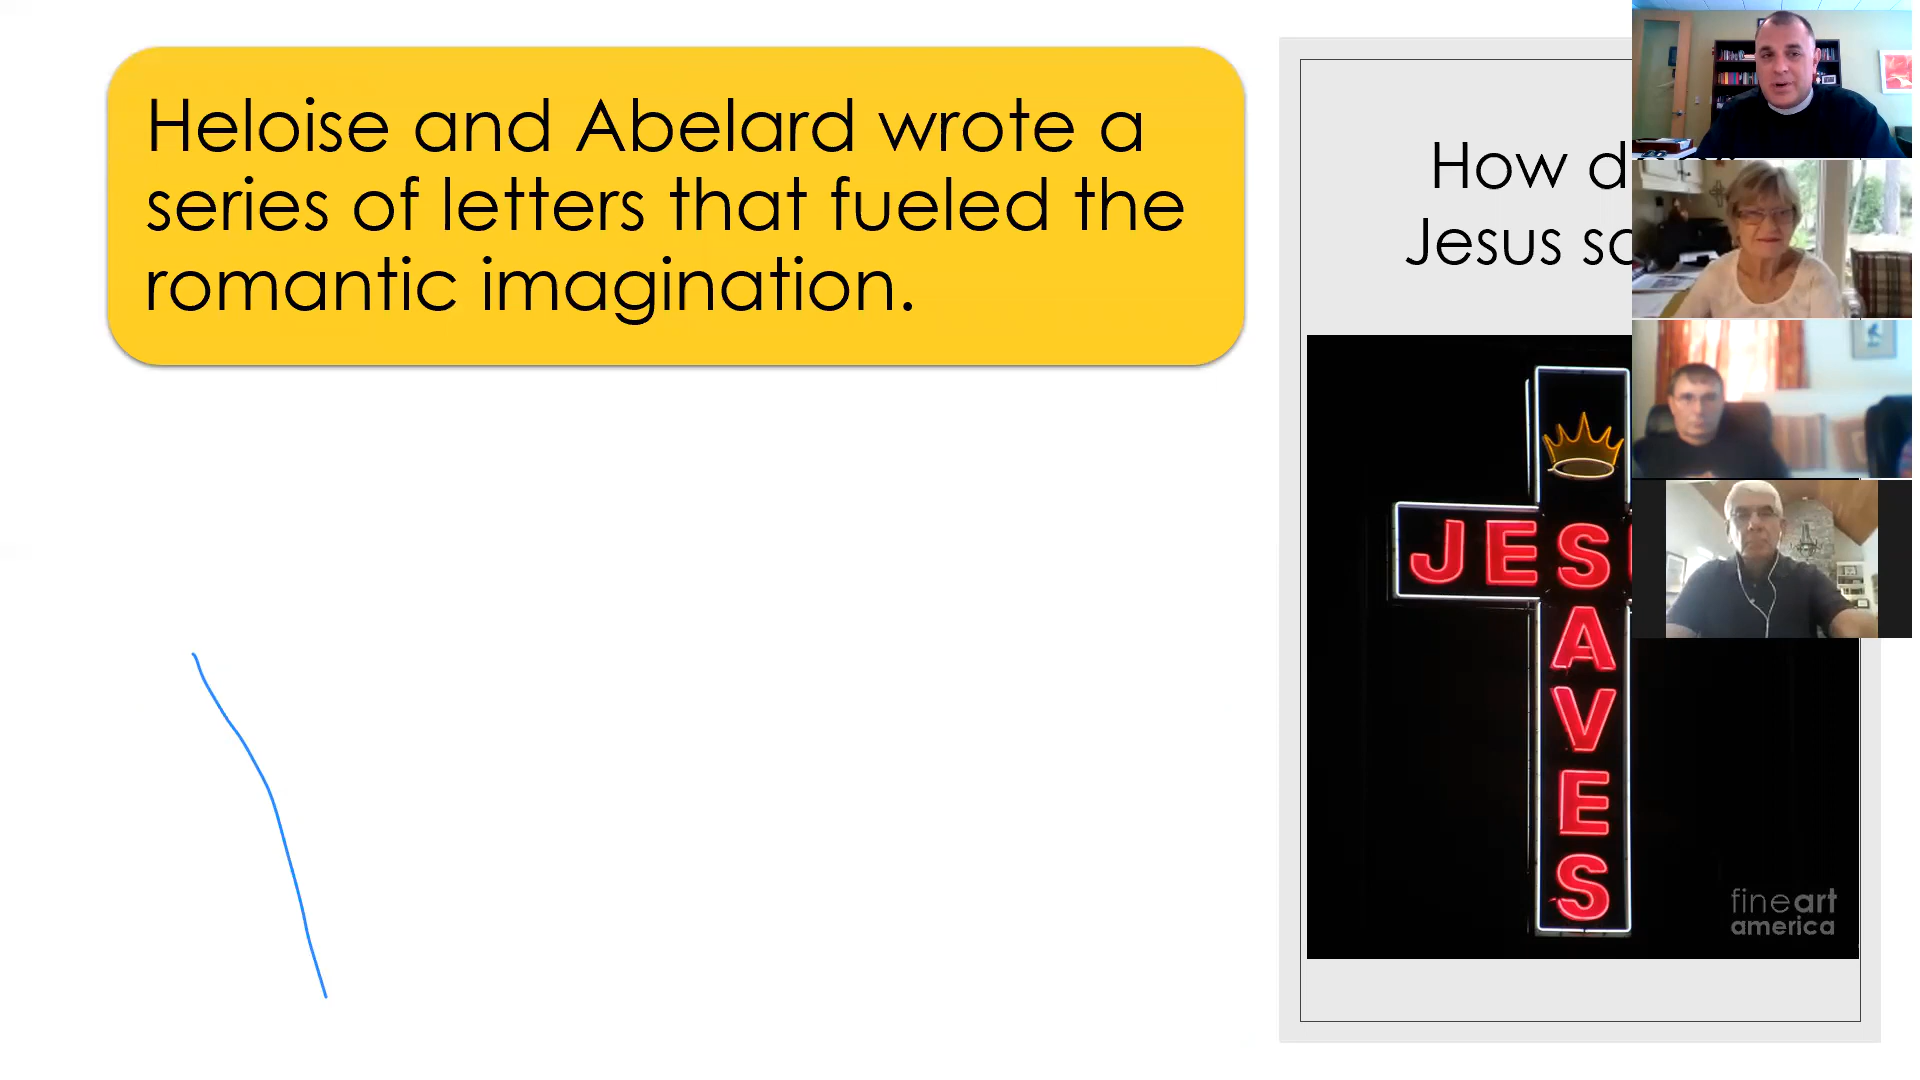 Heloise and Abelard wrote a
series of letters that fueled the
romantic imagination.
How d
Jesus sa
JES
SAVES
fineart
america